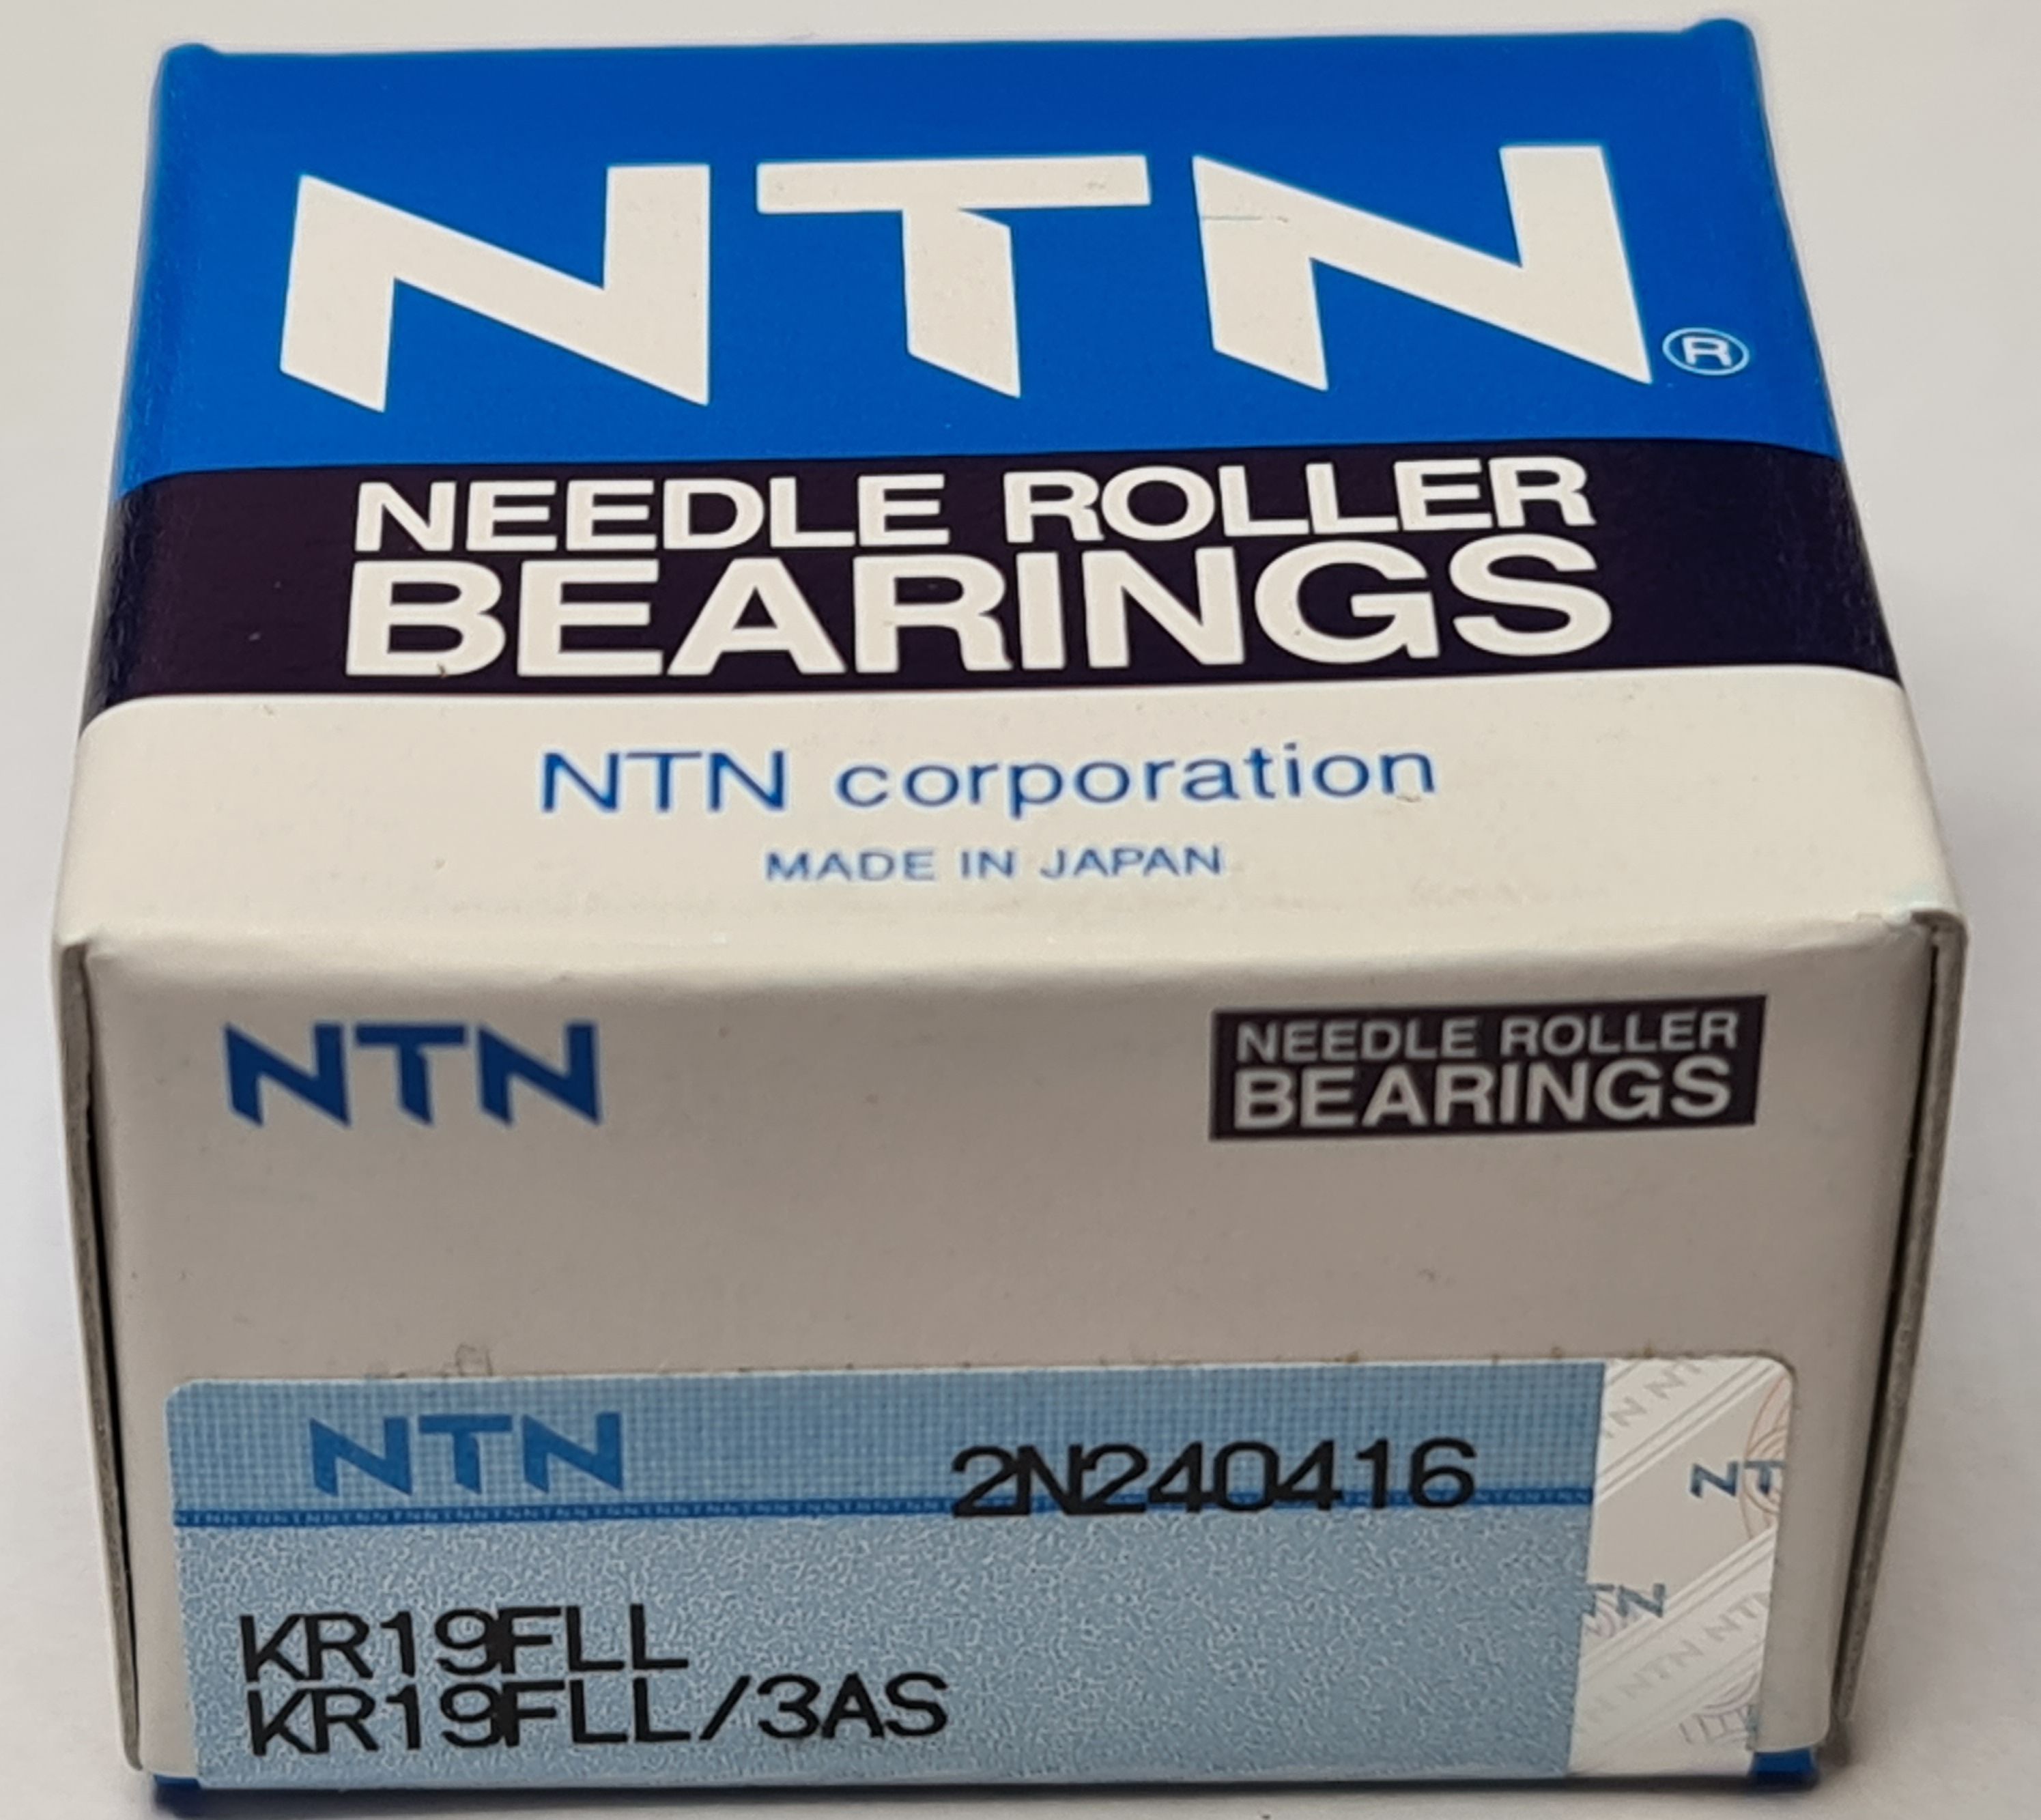 NTN®
NEEDLE ROLLER
BEARINGS
NTN corporation
MADE IN JAPAN
NTN
NEEDLE ROLLER
BEARINGS
NTN
2N240416
KR19FLL
KR19FLL/3AS